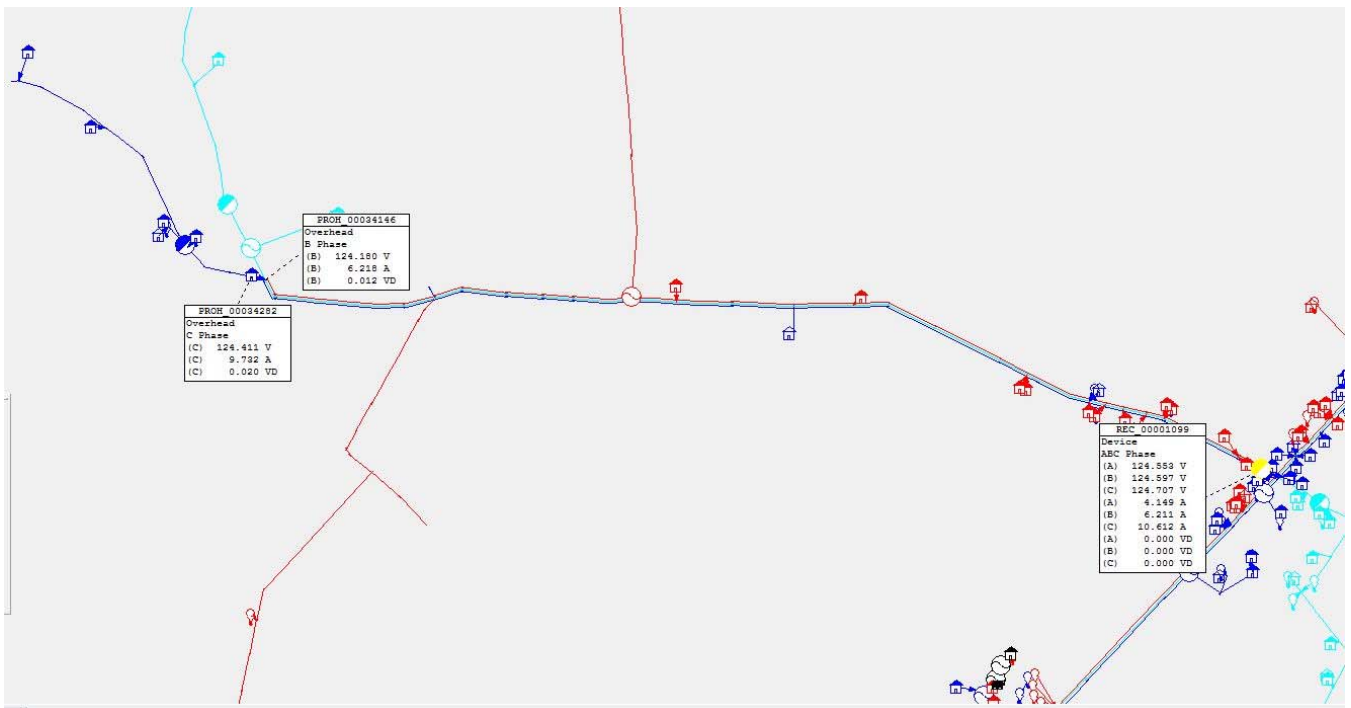 PROH_00034146
Overhead
B Phase
(B) 124.180 V
(B) 6.218 A
(B) 0.012 VD
PROH_00034282
Overhead
C Phase
(C) 124.411 V
(C) 9.732 A
(C) 0.020 VD
REC_00001099
Device
ABC Phase
(A) 124.553 V
(B) 124.597 V
(C) 124.707 V
(A) 4.149 A
(B) 6.211 A
(C) 10.612 A
(A) 0.000 VD
(B) 0.000 VD
(C) 0.000 VD